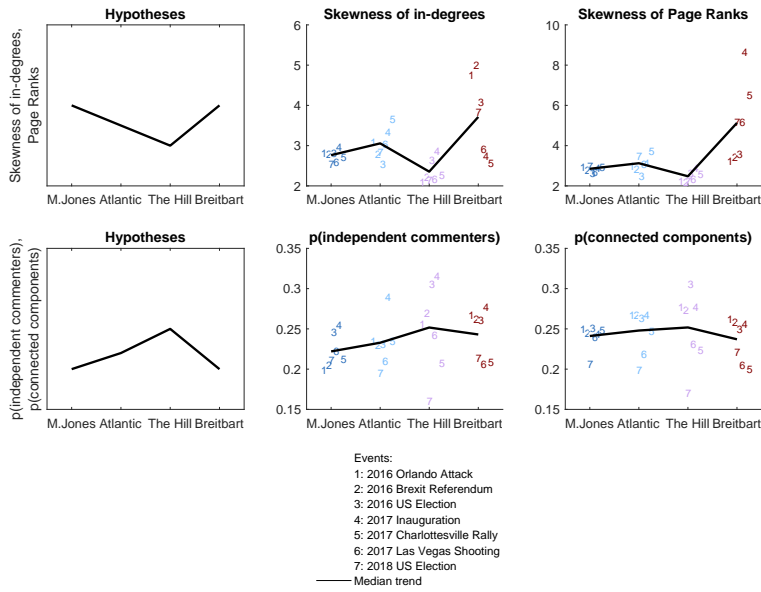 Hypotheses
Skewness of in-degrees,
Page Ranks
M.Jones Atlantic The Hill Breitbart
Skewness of in-degrees
6
5
4
3
2
M.Jones Atlantic The Hill Breitbart
Skewness of Page Ranks
10
8
6
4
2
M.Jones Atlantic The Hill Breitbart
Hypotheses
p(independent commenters),
p(connected components)
M.Jones Atlantic The Hill Breitbart
p(independent commenters)
0.35
0.3
0.25
0.2
0.15
M.Jones Atlantic The Hill Breitbart
p(connected components)
0.35
0.3
0.25
0.2
0.15
M.Jones Atlantic The Hill Breitbart
Events:
1: 2016 Orlando Attack
2: 2016 Brexit Referendum
3: 2016 US Election
4: 2017 Inauguration
5: 2017 Charlottesville Rally
6: 2017 Las Vegas Shooting
7: 2018 US Election
Median trend